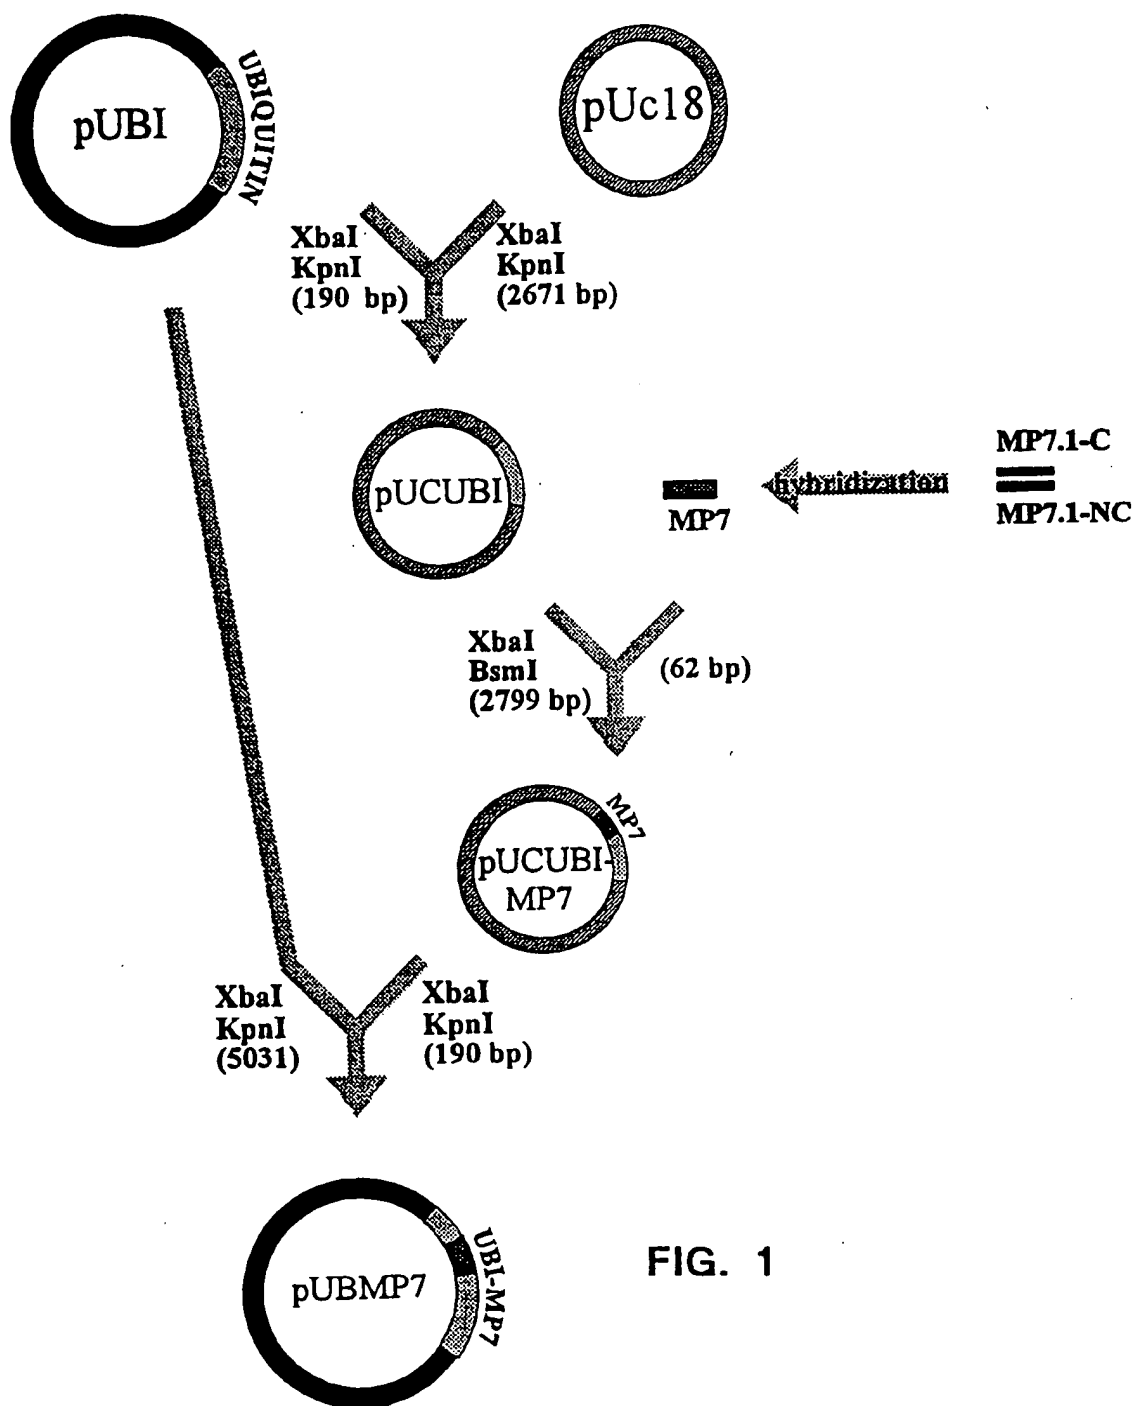 pUBI
UBIQUITIN
pUc18
XbaI
KpnI
(190 bp)
XbaI
KpnI
(2671 bp)
pUCUBI
MP7
hybridization
MP7.1-C
MP7.1-NC
XbaI
BsmI
(2799 bp)
(62 bp)
MP7
pUCUBI-
MP7
XbaI
KpnI
(5031)
XbaI
KpnI
(190 bp)
pUBMP7
UBI-MP7
FIG. 1